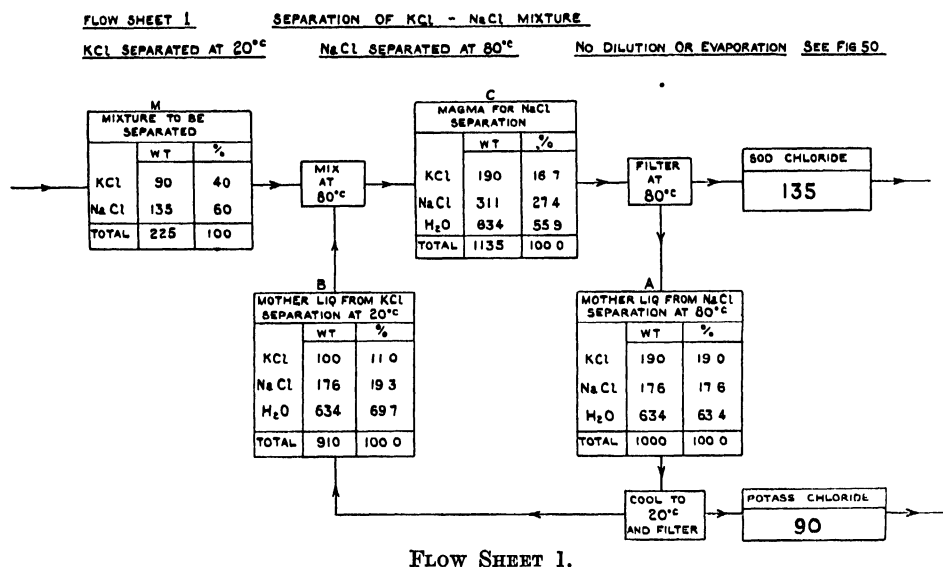 FLOW SHEET 1 SEPARATION OF KCl - NaCl MIXTURE
KCl SEPARATED AT 20°C NaCl SEPARATED AT 80°C NO DILUTION OR EVAPORATION SEE FIG 50
M
MIXTURE TO BE
SEPARATED
WT %
KCl 90 40
NaCl 135 60
TOTAL 225 100
MIX
AT
80°C
C
MAGMA FOR NaCl
SEPARATION
WT %
KCl 190 16 7
NaCl 311 27 4
H₂O 634 55 9
TOTAL 1135 100 0
FILTER
AT
80°C
SOD CHLORIDE
135
B
MOTHER LIQ FROM KCl
SEPARATION AT 20°C
WT %
KCl 100 11 0
NaCl 176 19 3
H₂O 634 69 7
TOTAL 910 100 0
A
MOTHER LIQ FROM NaCl
SEPARATION AT 80°C
WT %
KCl 190 19 0
NaCl 176 17 6
H₂O 634 63 4
TOTAL 1000 100 0
COOL TO
20°C
AND FILTER
POTASS CHLORIDE
90
FLOW SHEET 1.